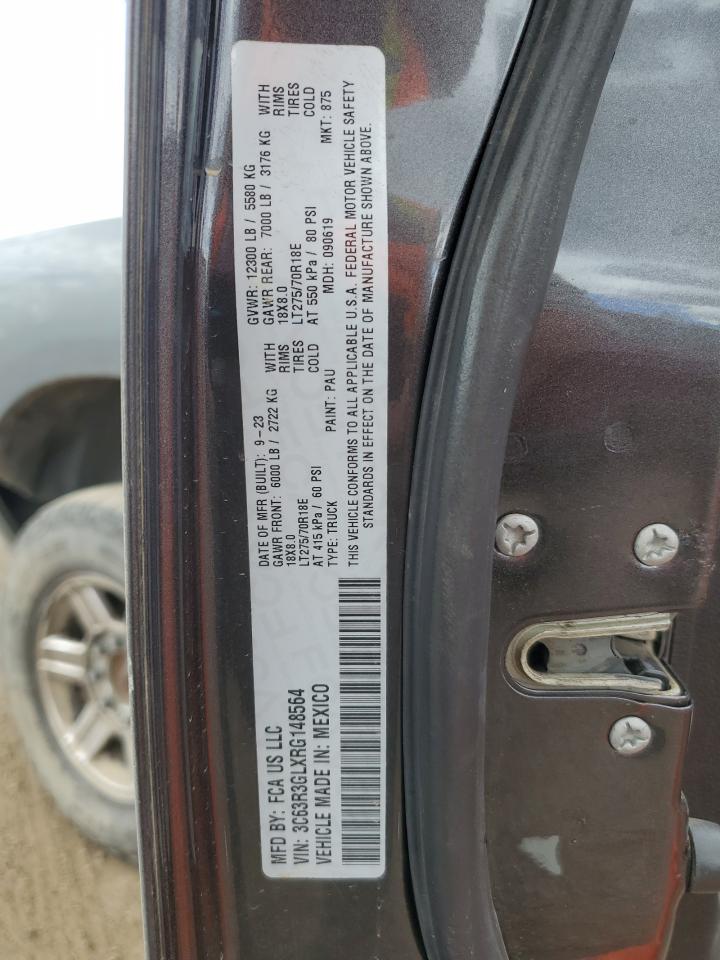 MFD BY: FCA US LLC
DATE OF MFR (BUILT): 9-23 GVWR: 12300 LB / 5580 KG
GAWR FRONT: 6000 LB / 2722 KG WITH GAWR REAR: 7000 LB / 3176 KG WITH
18X8.0 RIMS 18X8.0 RIMS
LT275/70R18E TIRES LT275/70R18E TIRES
AT 415 kPa / 60 PSI COLD AT 550 kPa / 80 PSI COLD
VIN: 3C63R3GLXRG148564
TYPE: TRUCK PAINT: PAU MDH: 090619 MKT: 875
VEHICLE MADE IN: MEXICO
THIS VEHICLE CONFORMS TO ALL APPLICABLE U.S.A. FEDERAL MOTOR VEHICLE SAFETY
STANDARDS IN EFFECT ON THE DATE OF MANUFACTURE SHOWN ABOVE.